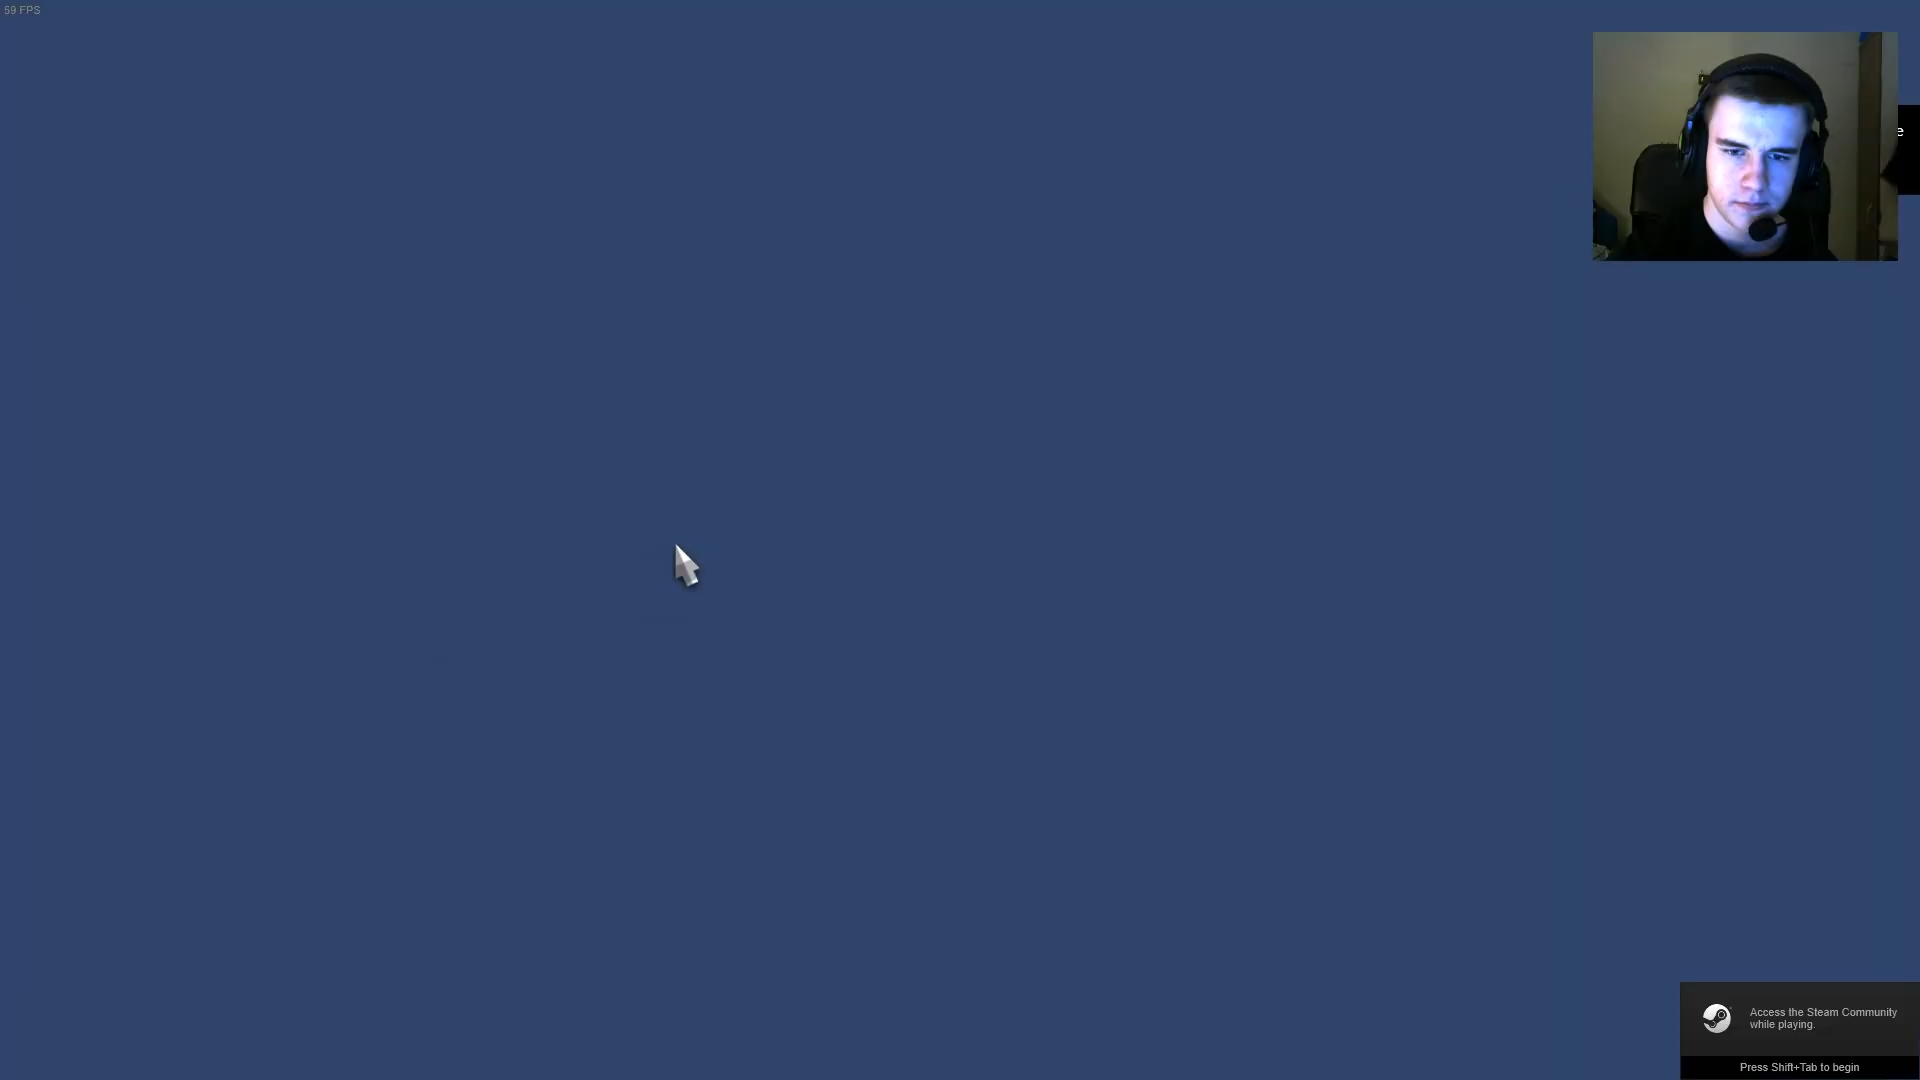 59 FPS
e
Access the Steam Community
while playing.
Press Shift+Tab to begin